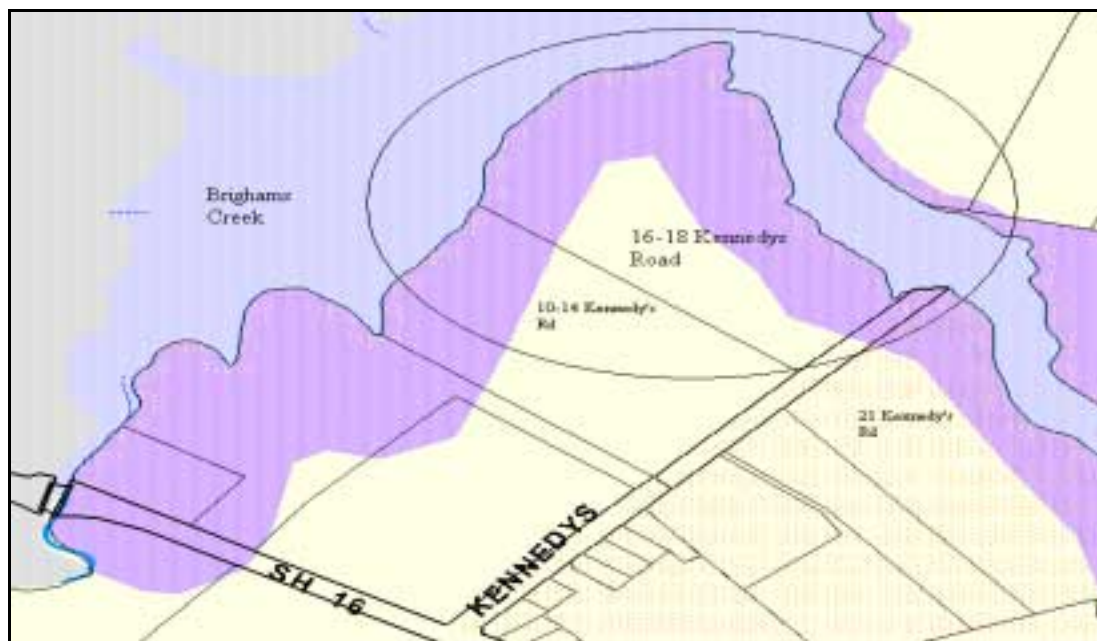 Brighams
Creek
16-18 Kennedys
Road
10-14 Kennedy's
Rd
21 Kennedy's
Rd
KENNEDYS
SH 16